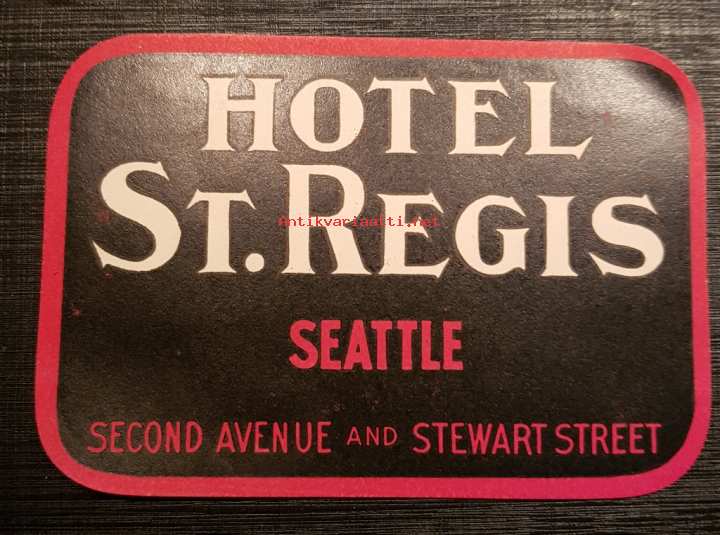 HOTEL
ST. REGIS
antikvariaatti.net
SEATTLE
SECOND AVENUE AND STEWART STREET